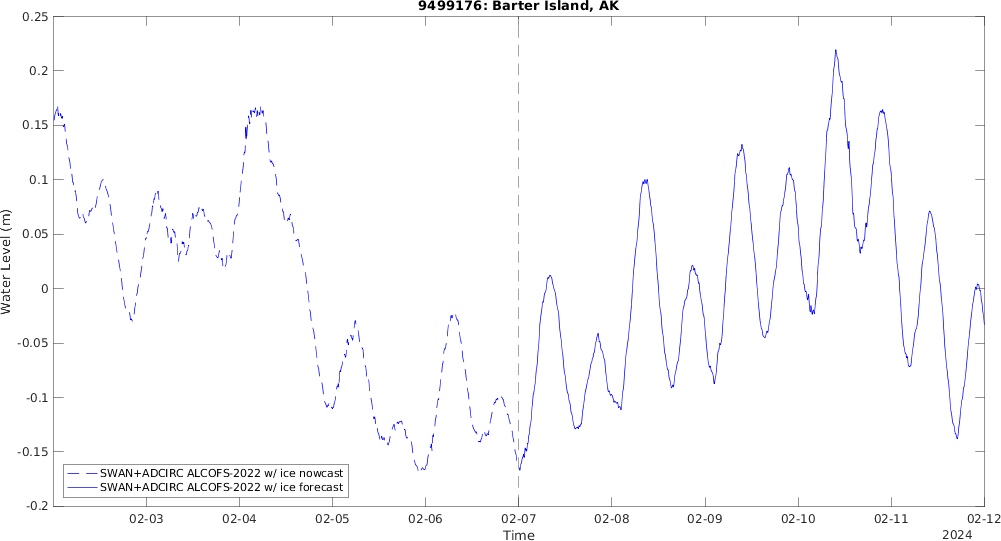 9499176: Barter Island, AK
0.25
0.2
0.15
0.1
0.05
0
-0.05
-0.1
-0.15
-0.2
Water Level (m)
SWAN+ADCIRC ALCOFS-2022 w/ ice nowcast
SWAN+ADCIRC ALCOFS-2022 w/ ice forecast
02-03 02-04 02-05 02-06 02-07 02-08 02-09 02-10 02-11 02-12
Time
2024